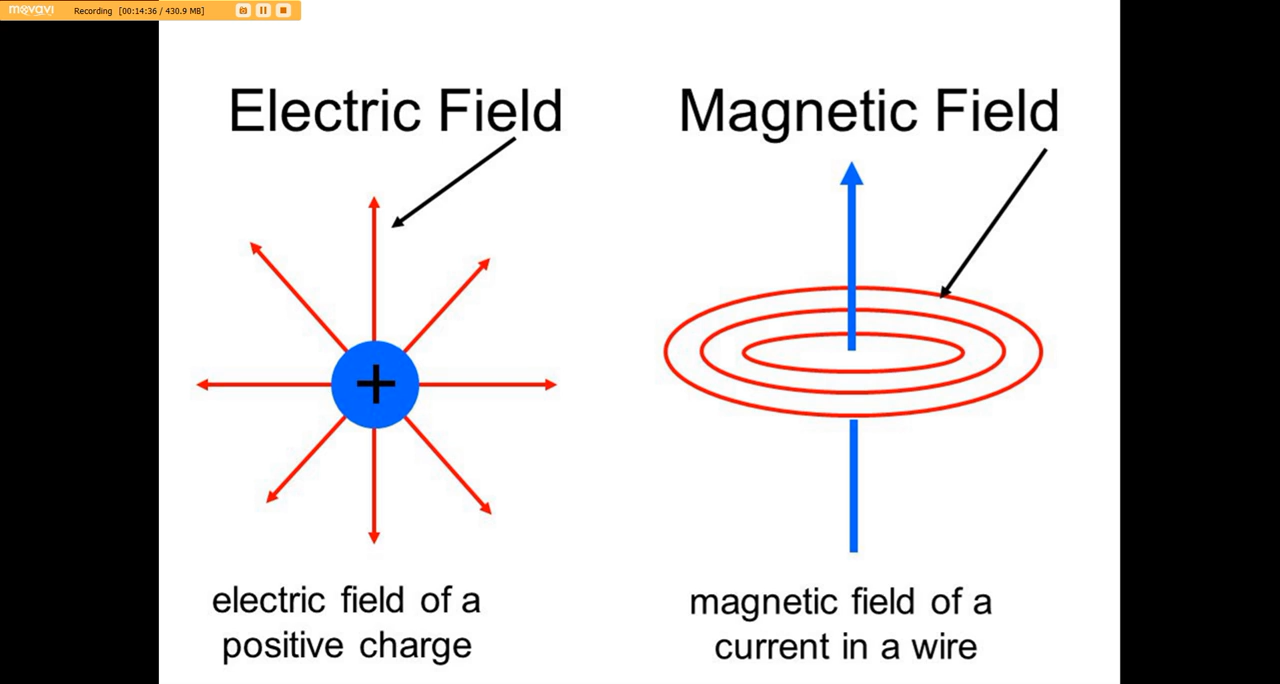 movavi Recording [00:14:36 / 430.9 MB]
Electric Field
Magnetic Field
+
electric field of a
positive charge
magnetic field of a
current in a wire